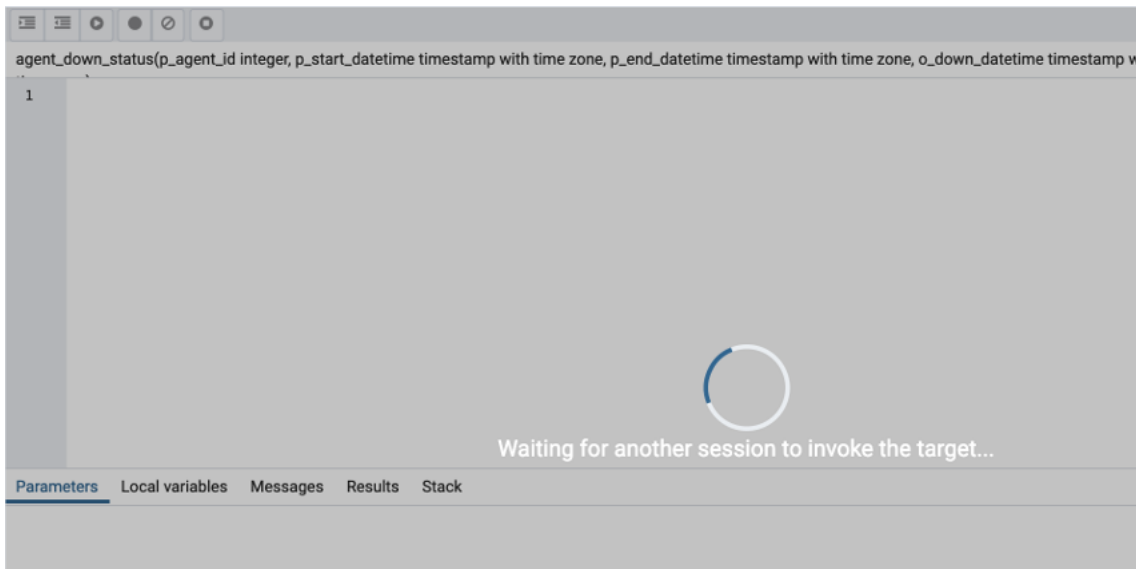 agent_down_status(p_agent_id integer, p_start_datetime timestamp with time zone, p_end_datetime timestamp with time zone, o_down_datetime timestamp
1
Waiting for another session to invoke the target...
Parameters Local variables Messages Results Stack